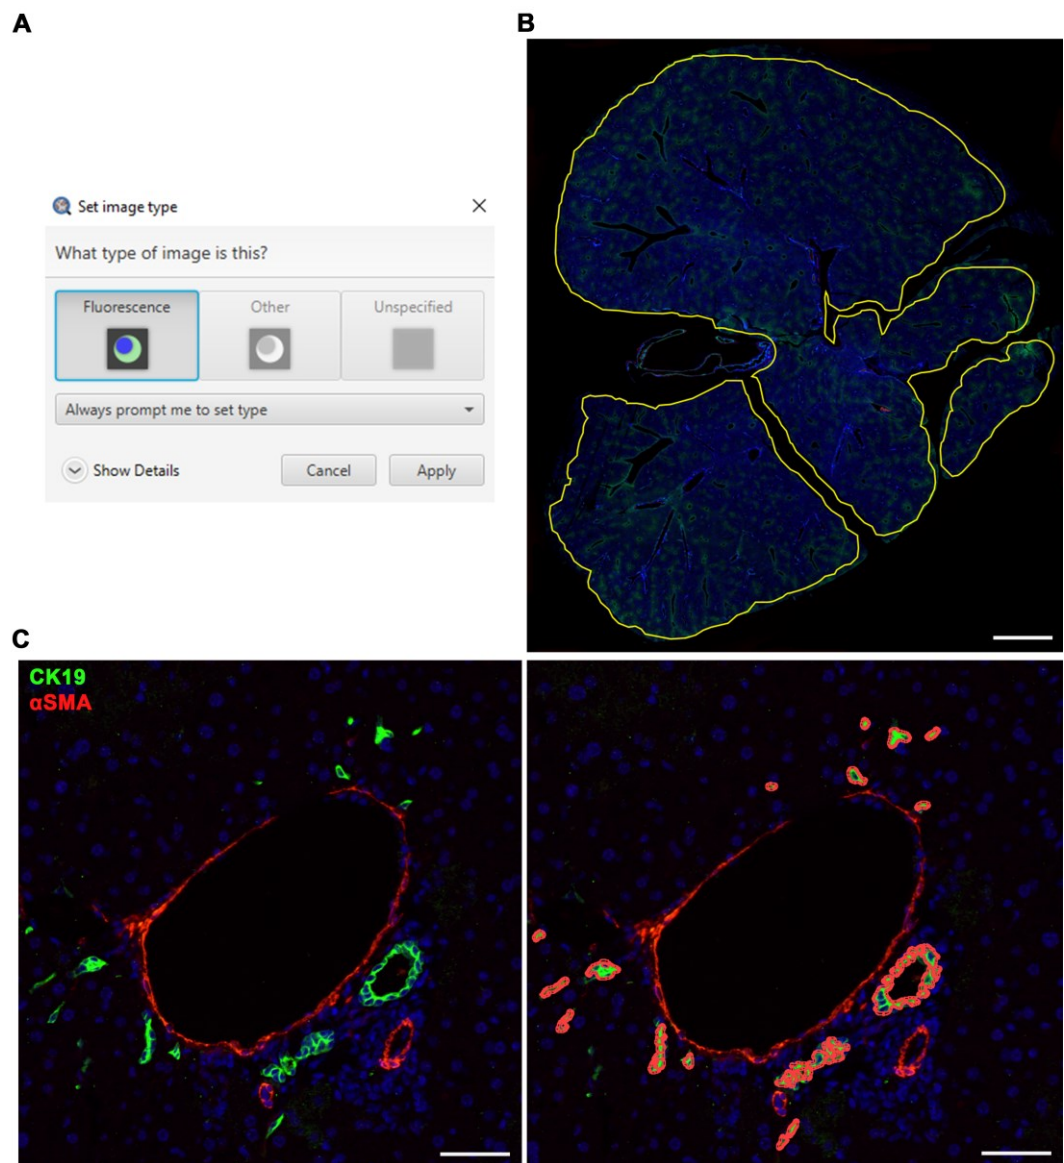 A
B
Set image type
What type of image is this?
Fluorescence
Other
Unspecified
Always prompt me to set type
Show Details
Cancel
Apply
C
CK19
αSMA